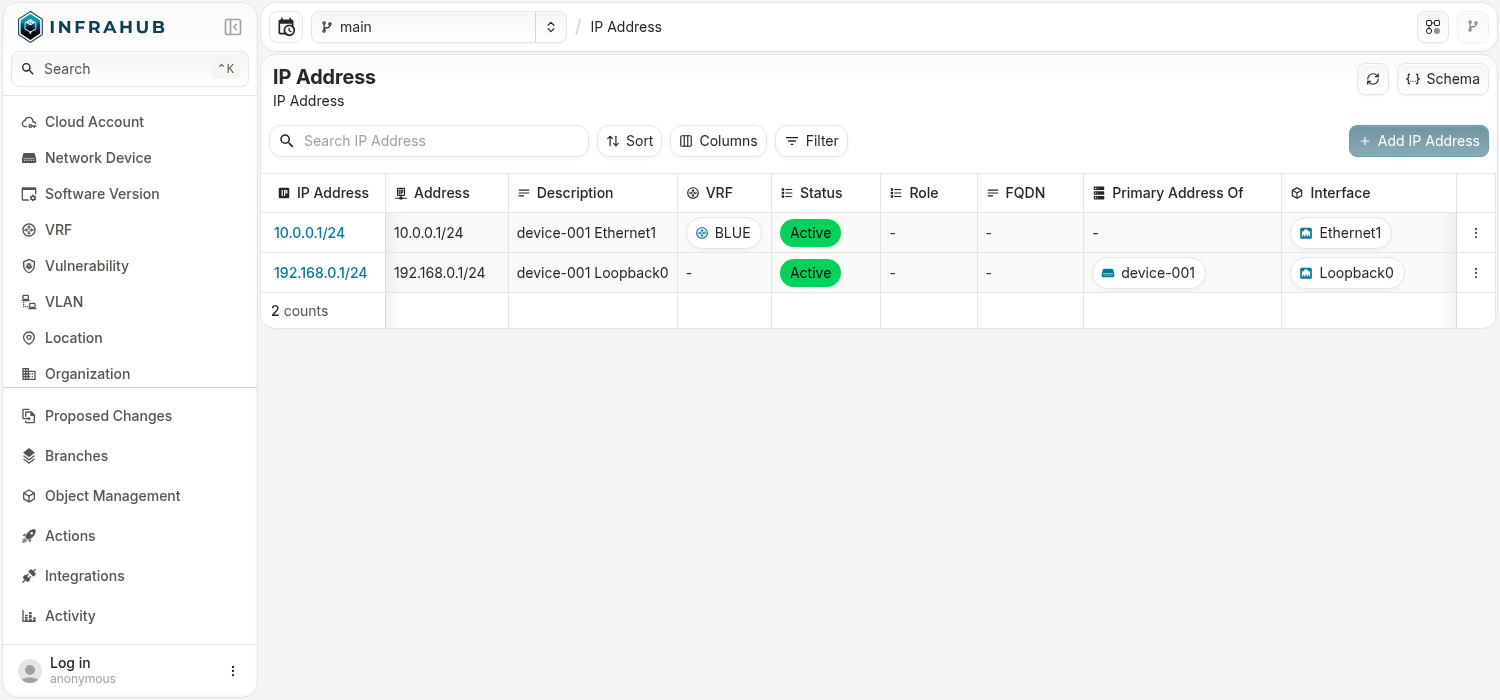 INFRAHUB
main
/
IP Address
Search
^K
IP Address
Schema
IP Address
Cloud Account
Network Device
Software Version
VRF
Vulnerability
VLAN
Location
Organization
Proposed Changes
Branches
Object Management
Actions
Integrations
Activity
Log in
anonymous
Search IP Address
Sort
Columns
Filter
+ Add IP Address
IP Address Address Description VRF Status Role FQDN Primary Address Of Interface
10.0.0.1/24 10.0.0.1/24 device-001 Ethernet1 BLUE Active - - - Ethernet1
192.168.0.1/24 192.168.0.1/24 device-001 Loopback0 - Active - - device-001 Loopback0
2 counts